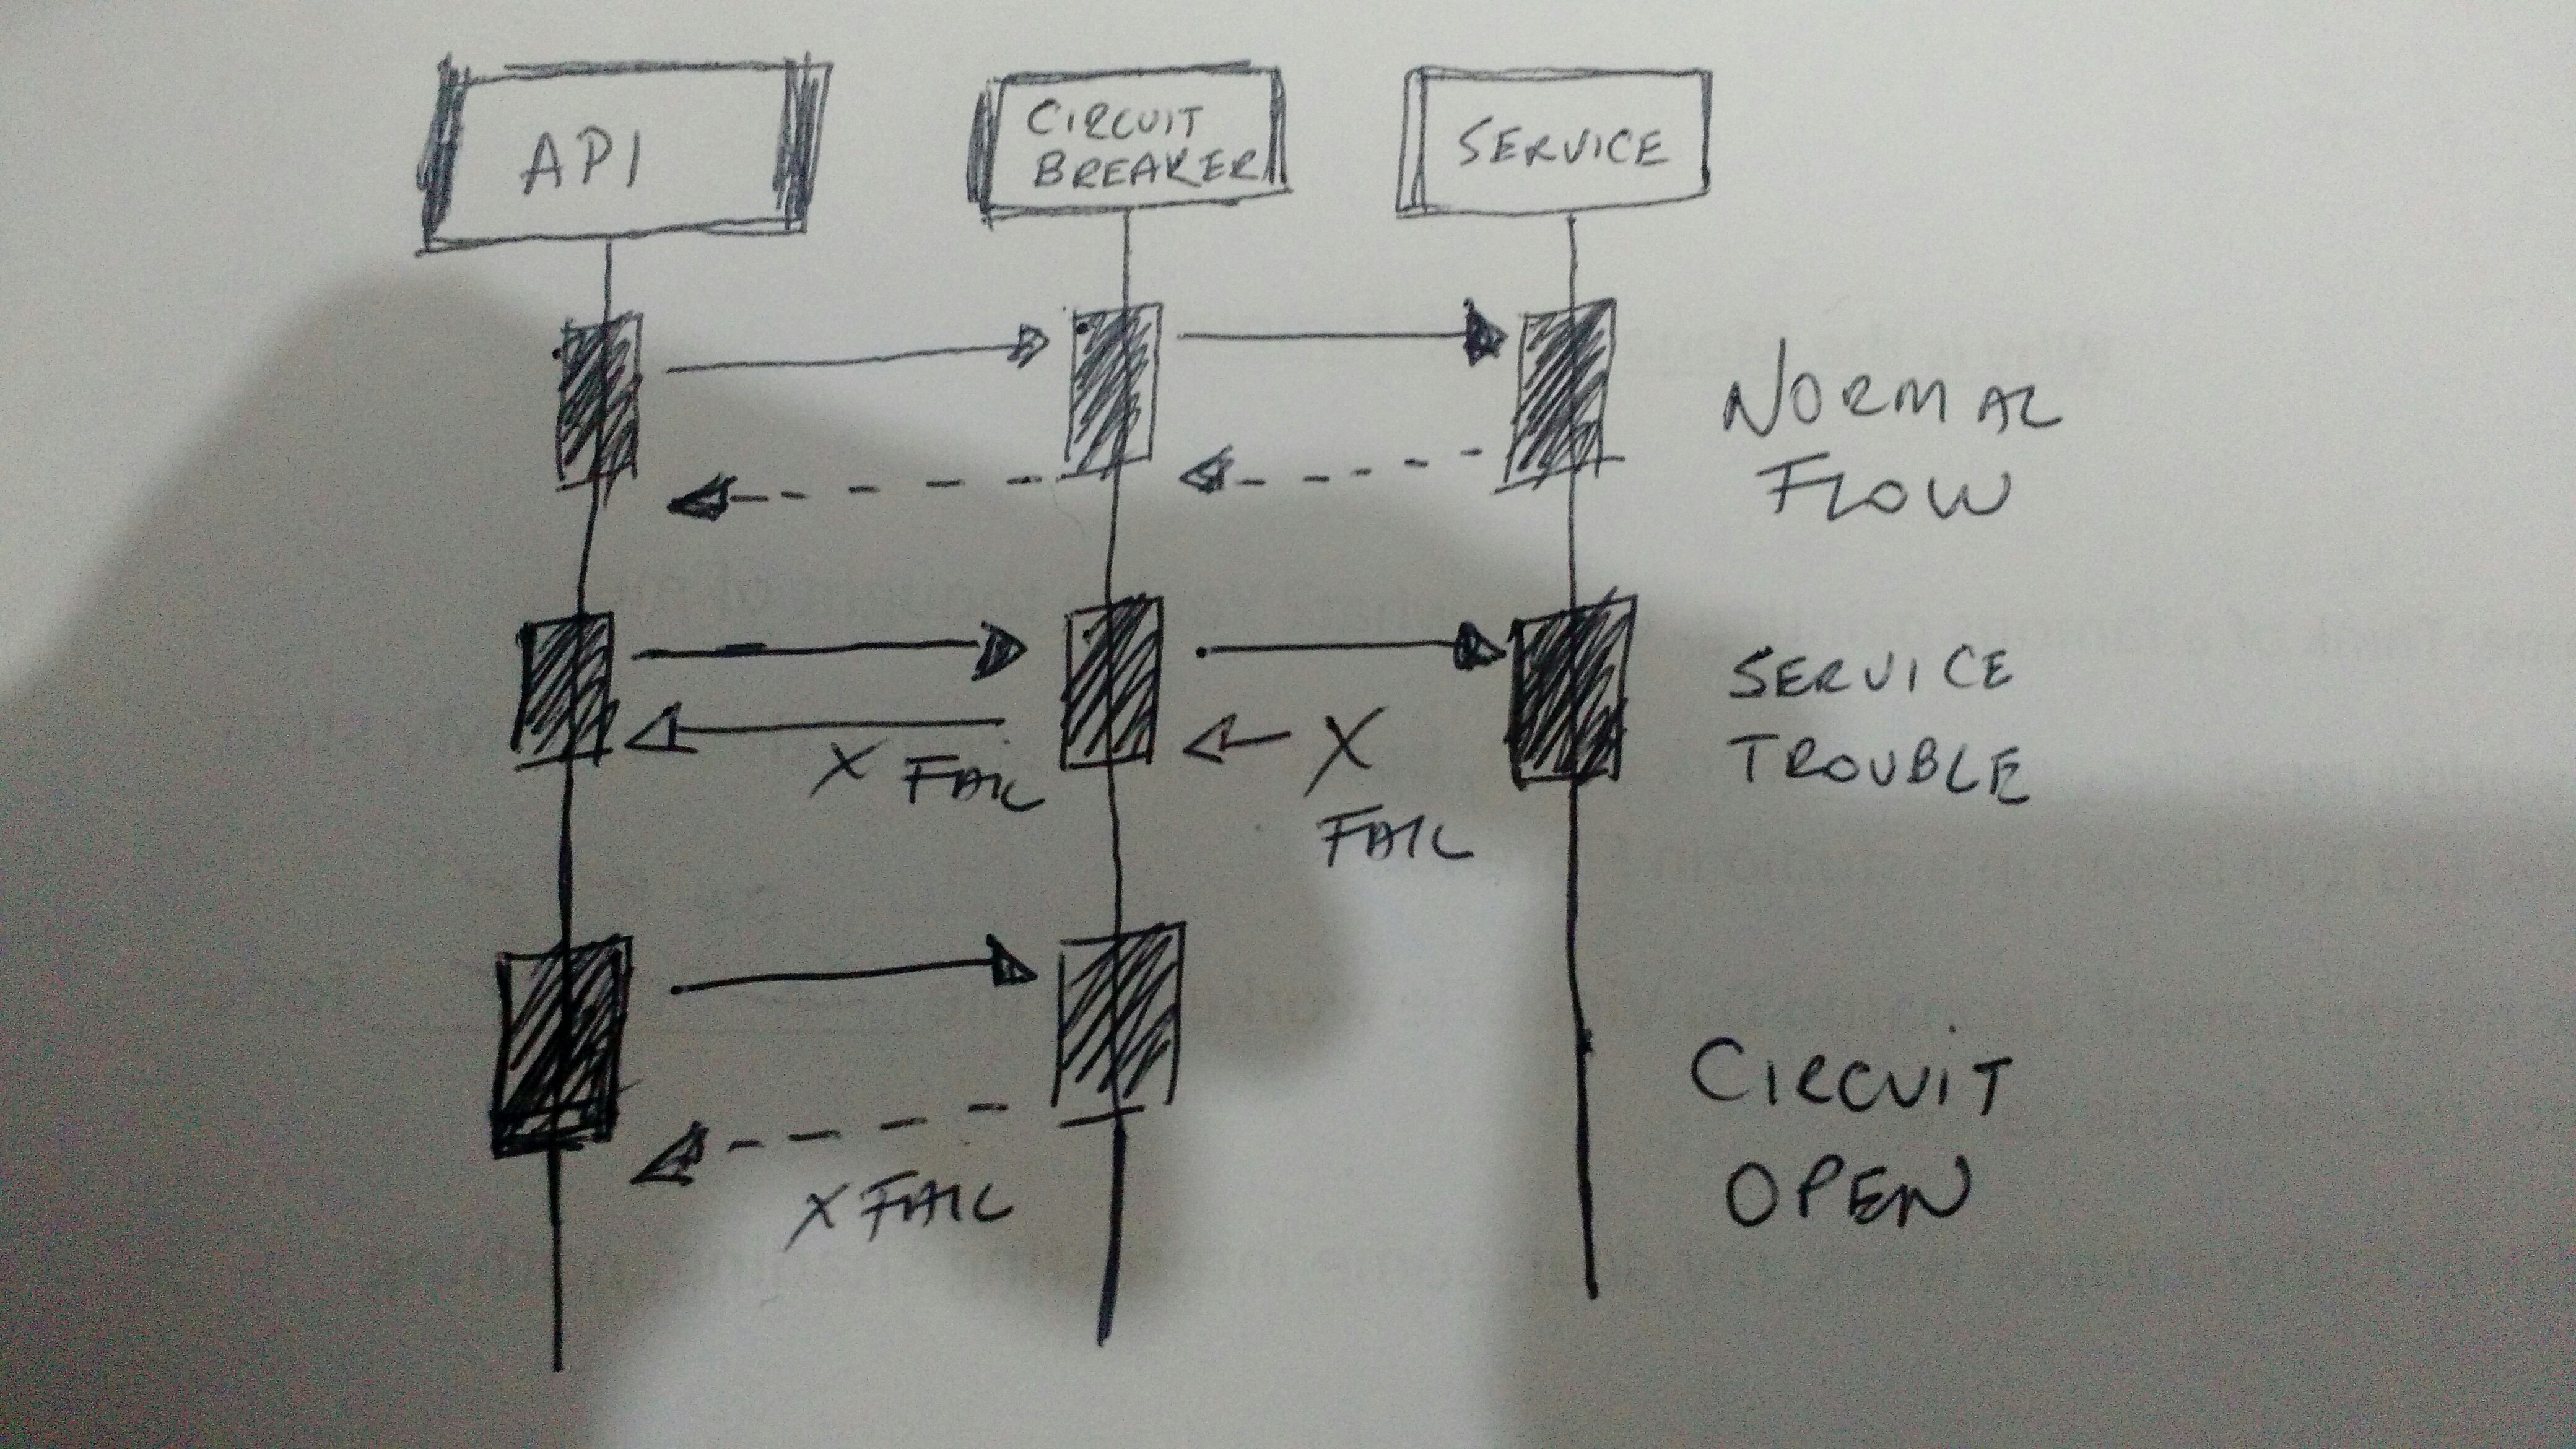 API
CIRCUIT
BREAKER
SERVICE
NORMAL
FLOW
SERVICE
TROUBLE
X FAIL
X
FAIL
CIRCUIT
OPEN
X FAIL